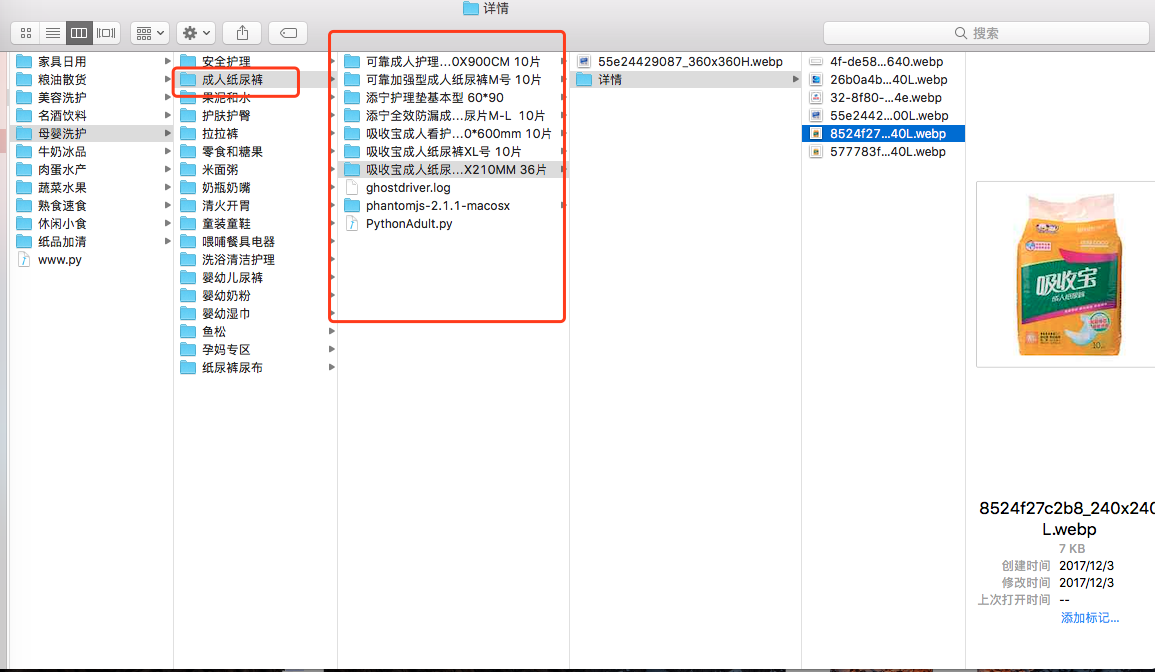 详情
搜索
家具日用
粮油散货
美容洗护
名酒饮料
母婴洗护
牛奶冰品
肉蛋水产
蔬菜水果
熟食速食
休闲小食
纸品加清
www.py
安全护理
成人纸尿裤
果泥和水
护肤护臀
拉拉裤
零食和糖果
米面粥
奶瓶奶嘴
清火开胃
童装童鞋
喂哺餐具电器
洗浴清洁护理
婴幼儿尿裤
婴幼奶粉
婴幼湿巾
鱼松
孕妈专区
纸尿裤尿布
可靠成人护理...0X900CM 10片
可靠加强型成人纸尿裤M号 10片
添宁护理垫基本型 60*90
添宁全效防漏成...尿片M-L 10片
吸收宝成人看护...0*600mm 10片
吸收宝成人纸尿裤XL号 10片
吸收宝成人纸尿...X210MM 36片
ghostdriver.log
phantomjs-2.1.1-macosx
PythonAdult.py
55e24429087_360x360H.webp
详情
4f-de58...640.webp
26b0a4b...40L.webp
32-8f80-...4e.webp
55e2442...00L.webp
8524f27...40L.webp
577783f...40L.webp
吸收宝
成人纸尿裤
8524f27c2b8_240x240
L.webp
7 KB
创建时间 2017/12/3
修改时间 2017/12/3
上次打开时间 --
添加标记...